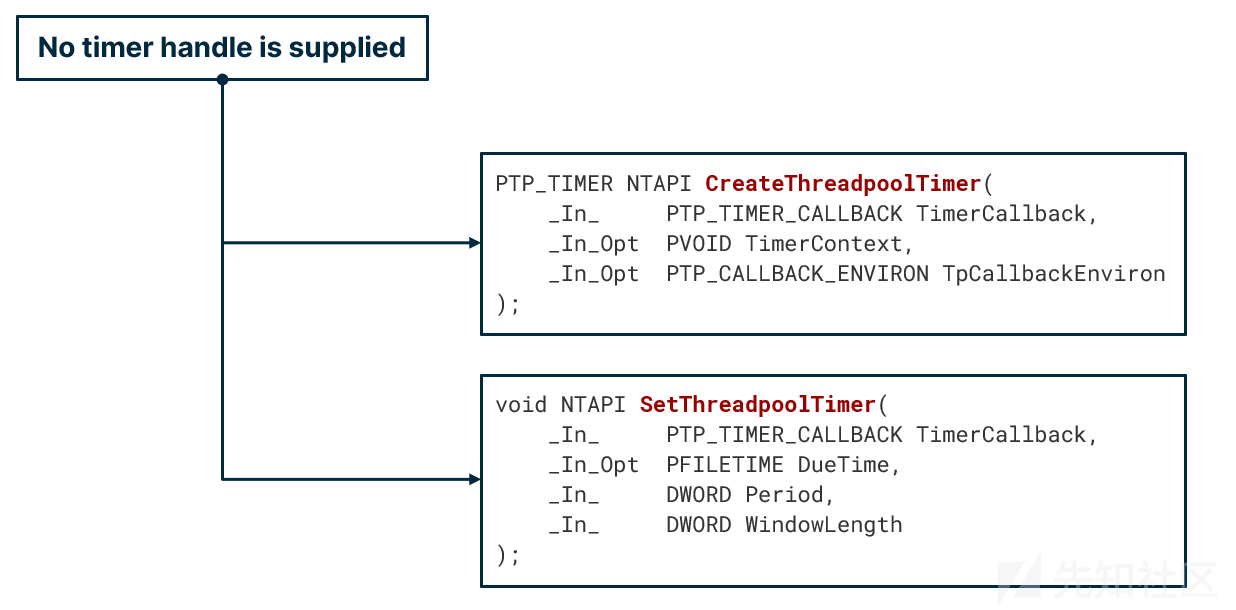 No timer handle is supplied
PTP_TIMER NTAPI CreateThreadpoolTimer(
_In_ PTP_TIMER_CALLBACK TimerCallback,
_In_Opt PVOID TimerContext,
_In_Opt PTP_CALLBACK_ENVIRON TpCallbackEnviron
);
void NTAPI SetThreadpoolTimer(
_In_ PTP_TIMER_CALLBACK TimerCallback,
_In_Opt PFILETIME DueTime,
_In_ DWORD Period,
_In_ DWORD WindowLength
);
先知社区